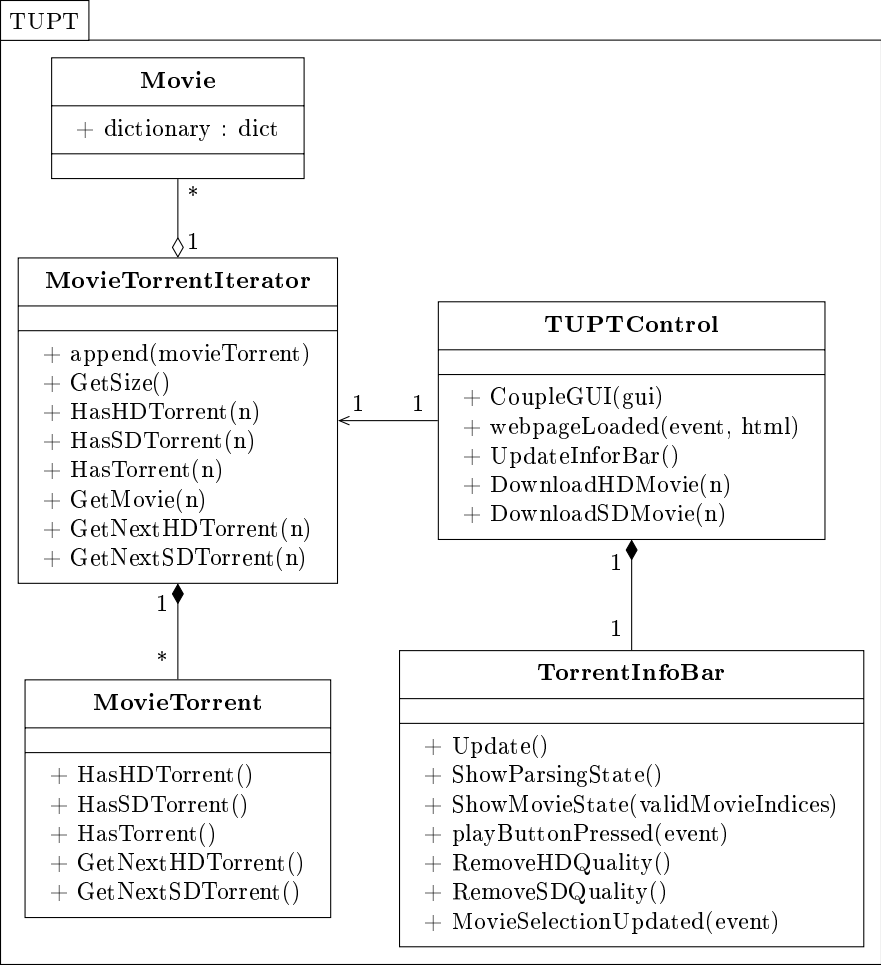 TUPT
Movie
+ dictionary : dict
*
1
MovieTorrentIterator
+ append(movieTorrent)
+ GetSize()
+ HasHDTorrent(n)
+ HasSDTorrent(n)
+ HasTorrent(n)
+ GetMovie(n)
+ GetNextHDTorrent(n)
+ GetNextSDTorrent(n)
1 1
TUPTControl
+ CoupleGUI(gui)
+ webpageLoaded(event, html)
+ UpdateInforBar()
+ DownloadHDMovie(n)
+ DownloadSDMovie(n)
1
*
MovieTorrent
+ HasHDTorrent()
+ HasSDTorrent()
+ HasTorrent()
+ GetNextHDTorrent()
+ GetNextSDTorrent()
1
1
TorrentInfoBar
+ Update()
+ ShowParsingState()
+ ShowMovieState(validMovieIndices)
+ playButtonPressed(event)
+ RemoveHDQuality()
+ RemoveSDQuality()
+ MovieSelectionUpdated(event)